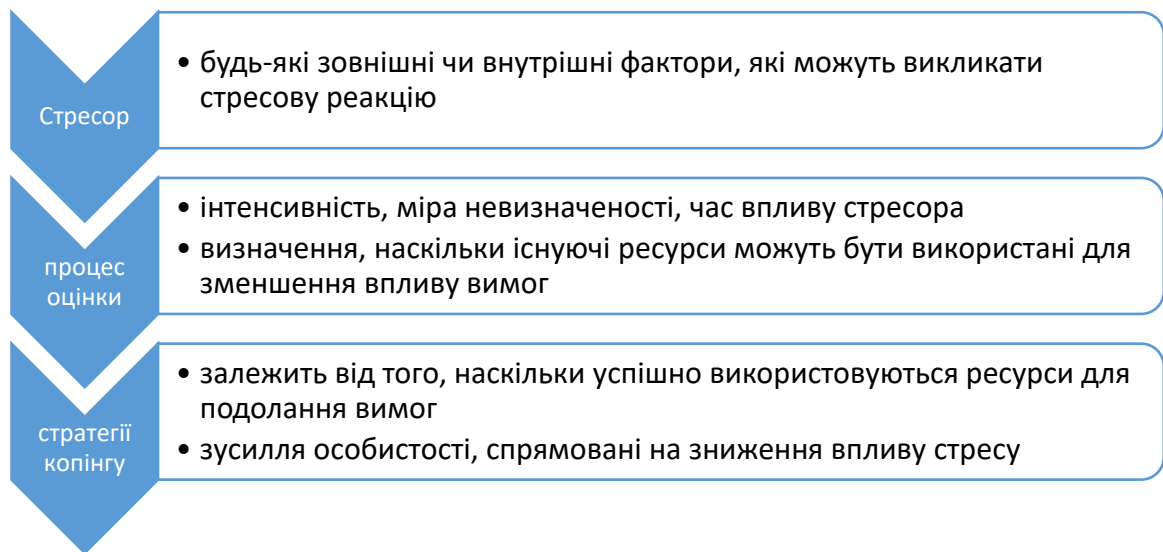 Стресор
• будь-які зовнішні чи внутрішні фактори, які можуть викликати
стресову реакцію
процес
оцінки
• інтенсивність, міра невизначеності, час впливу стресора
• визначення, наскільки існуючі ресурси можуть бути використані для
зменшення впливу вимог
стратегії
копінгу
• залежить від того, наскільки успішно використовуються ресурси для
подолання вимог
• зусилля особистості, спрямовані на зниження впливу стресу